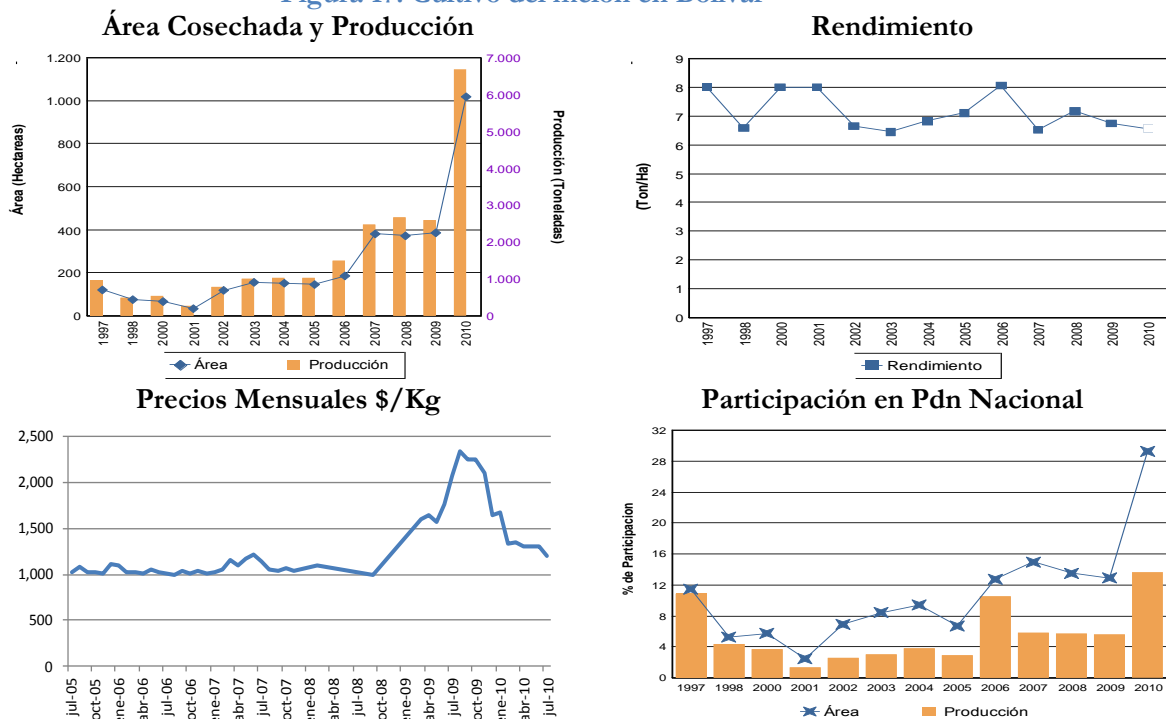 Área Cosechada y Producción
1.200
1.000
800
600
400
200
0
Área (Hectareas)
7.000
6.000
5.000
4.000
3.000
2.000
1.000
0
Producción (Toneladas)
1997
1998
2000
2001
2002
2003
2004
2005
2006
2007
2008
2009
2010
Área
Producción
Rendimiento
9
8
7
6
5
4
3
2
1
0
(Ton/Ha)
1997
1998
2000
2001
2002
2003
2004
2005
2006
2007
2008
2009
2010
Rendimiento
Precios Mensuales $/Kg
2,500
2,000
1,500
1,000
500
0
jul-05
oct-05
ene-06
abr-06
jul-06
oct-06
ene-07
abr-07
jul-07
oct-07
ene-08
abr-08
jul-08
oct-08
ene-09
abr-09
jul-09
oct-09
ene-10
abr-10
jul-10
Participación en Pdn Nacional
32
28
24
20
16
12
8
4
0
% de Participacion
1997
1998
2000
2001
2002
2003
2004
2005
2006
2007
2008
2009
2010
Área
Producción